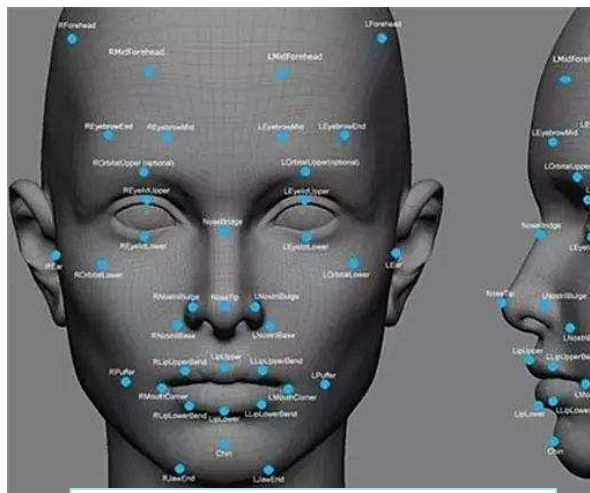 RForehead
LForehead
RMidForehead
LMidForehead
LMidForehead
REyebrowEnd
REyebrowMid
LEyebrowMid
LEyebrowEnd
LEyebrowMid
ROrbitalUpper (optional)
LOrbitalUpper(optional)
LOrbitalUpper
REyelidUpper
LEyelidUpper
NoseBridge
NoseBridge
REyelidLower
LEyelidLower
REar
ROrbitalLower
LOrbitalLower
LEar
RNostrilBulge
NoseTip
LNostrilBulge
NoseTip
LNostrilBulge
RNostrilBase
LNostrilBase
RLipUpperBend
LipUpper
LLipUpperBend
LipUpper
RPuffer
LPuffer
RMouthCorner
LMouthCorner
RLipLowerBend
LipLower
LLipLowerBend
LipLower
Chin
Chin
RJawEnd
LJawEnd